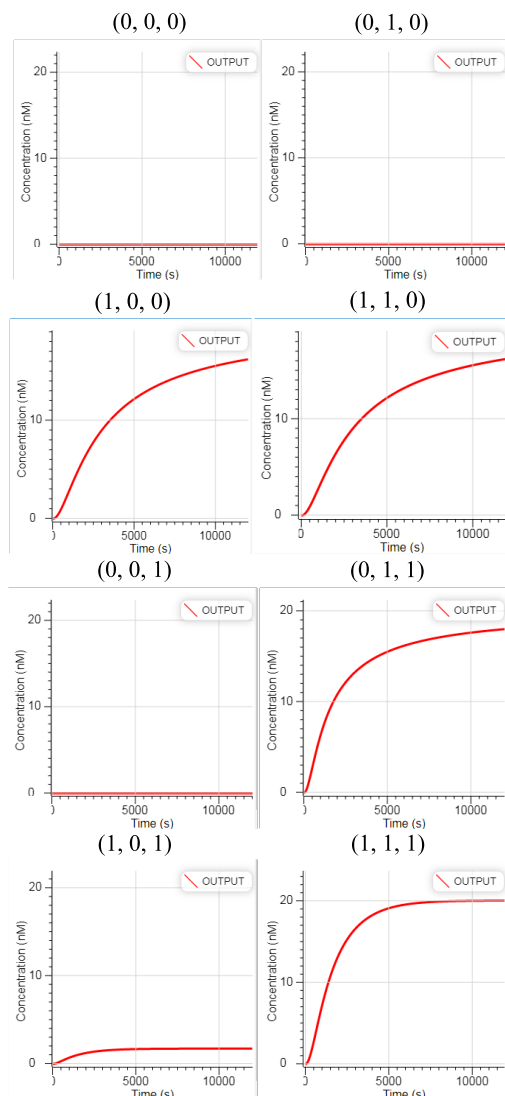 (0, 0, 0) (0, 1, 0)
OUTPUT OUTPUT
20 20
Concentration (nM) Concentration (nM)
10 10
0 0
5000 10000 5000 10000
Time (s) Time (s)
(1, 0, 0) (1, 1, 0)
OUTPUT OUTPUT
Concentration (nM) Concentration (nM)
10 10
0 0
0 5000 10000
5000 10000
Time (s) Time (s)
(0, 0, 1) (0, 1, 1)
OUTPUT OUTPUT
20 20
Concentration (nM) Concentration (nM)
10 10
0 0
5000 10000 5000 10000
Time (s) Time (s)
(1, 0, 1) (1, 1, 1)
OUTPUT OUTPUT
20 20
Concentration (nM) Concentration (nM)
10 10
0 0
5000 10000 5000 10000
Time (s) Time (s)